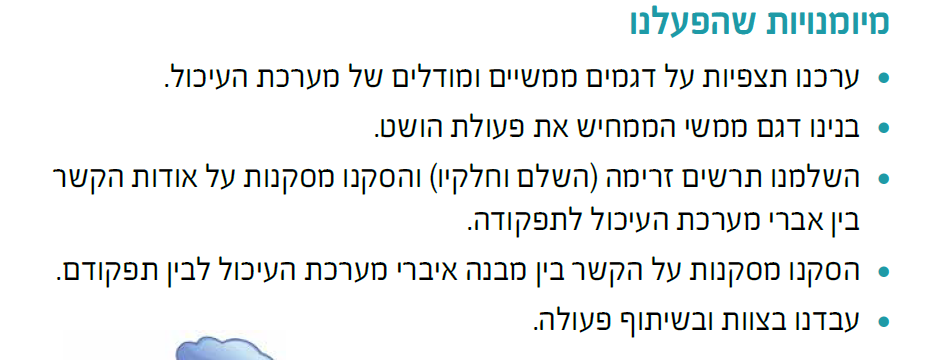 מיומנויות שהפעלנו
• ערכנו תצפיות על דגמים ממשיים ומודלים של מערכת העיכול.
• בנינו דגם ממשי הממחיש את פעולת הושט.
• השלמנו תרשים זרימה (השלם וחלקיו) והסקנו מסקנות על אודות הקשר
בין אברי מערכת העיכול לתפקודה.
• הסקנו מסקנות על הקשר בין מבנה איברי מערכת העיכול לבין תפקודם.
• עבדנו בצוות ובשיתוף פעולה.